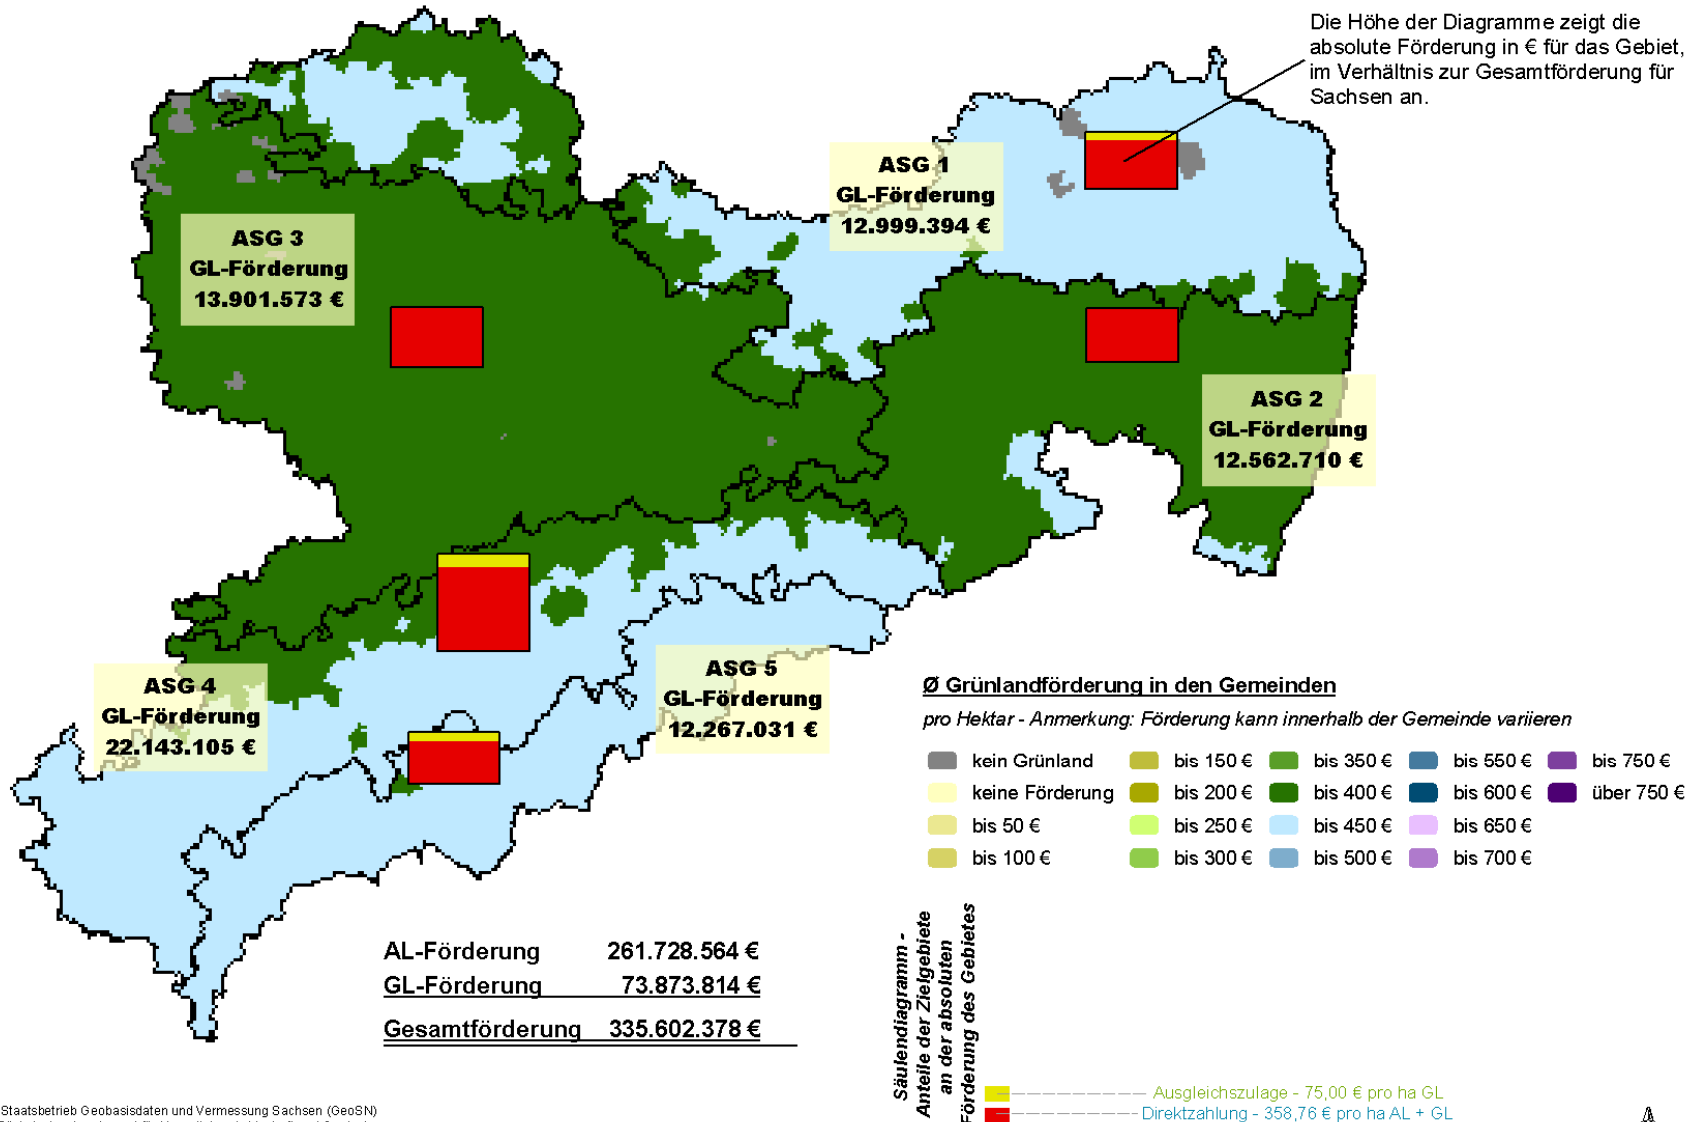 Die Höhe der Diagramme zeigt die
absolute Förderung in € für das Gebiet,
im Verhältnis zur Gesamtförderung für
Sachsen an.
ASG 1
GL-Förderung
12.999.394 €
ASG 3
GL-Förderung
13.901.573 €
ASG 2
GL-Förderung
12.562.710 €
ASG 4
GL-Förderung
22.143.105 €
ASG 5
GL-Förderung
12.267.031 €
Ø Grünlandförderung in den Gemeinden
pro Hektar - Anmerkung: Förderung kann innerhalb der Gemeinde variieren
kein Grünland
keine Förderung
bis 50 €
bis 100 €
bis 150 €
bis 200 €
bis 250 €
bis 300 €
bis 350 €
bis 400 €
bis 450 €
bis 500 €
bis 550 €
bis 600 €
bis 650 €
bis 700 €
bis 750 €
über 750 €
AL-Förderung 261.728.564 €
GL-Förderung 73.873.814 €
Gesamtförderung 335.602.378 €
Säulendiagramm -
Anteile der Zielgebiete
an der absoluten
Förderung des Gebietes
Ausgleichszulage - 75,00 € pro ha GL
Direktzahlung - 358,76 € pro ha AL + GL
Staatsbetrieb Geobasisdaten und Vermessung Sachsen (GeoSN)